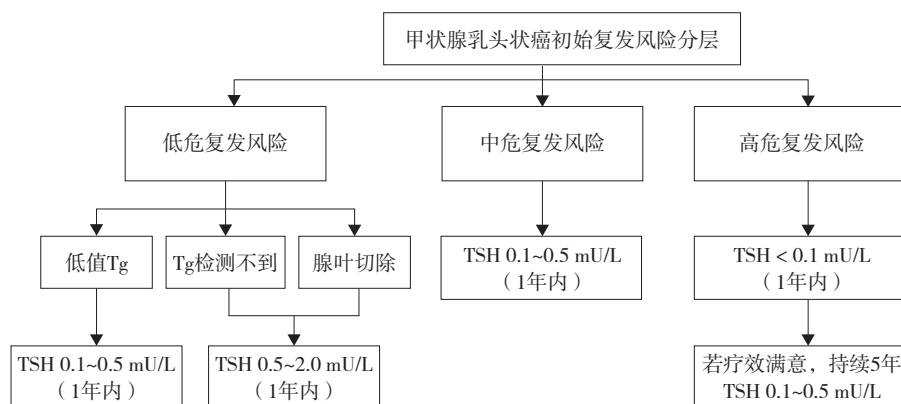 甲状腺乳头状癌初始复发风险分层
低危复发风险
中危复发风险
高危复发风险
低值Tg
Tg检测不到
腺叶切除
TSH 0.1~0.5 mU/L
（1年内）
TSH < 0.1 mU/L
（1年内）
TSH 0.1~0.5 mU/L
（1年内）
TSH 0.5~2.0 mU/L
（1年内）
若疗效满意，持续5年
TSH 0.1~0.5 mU/L